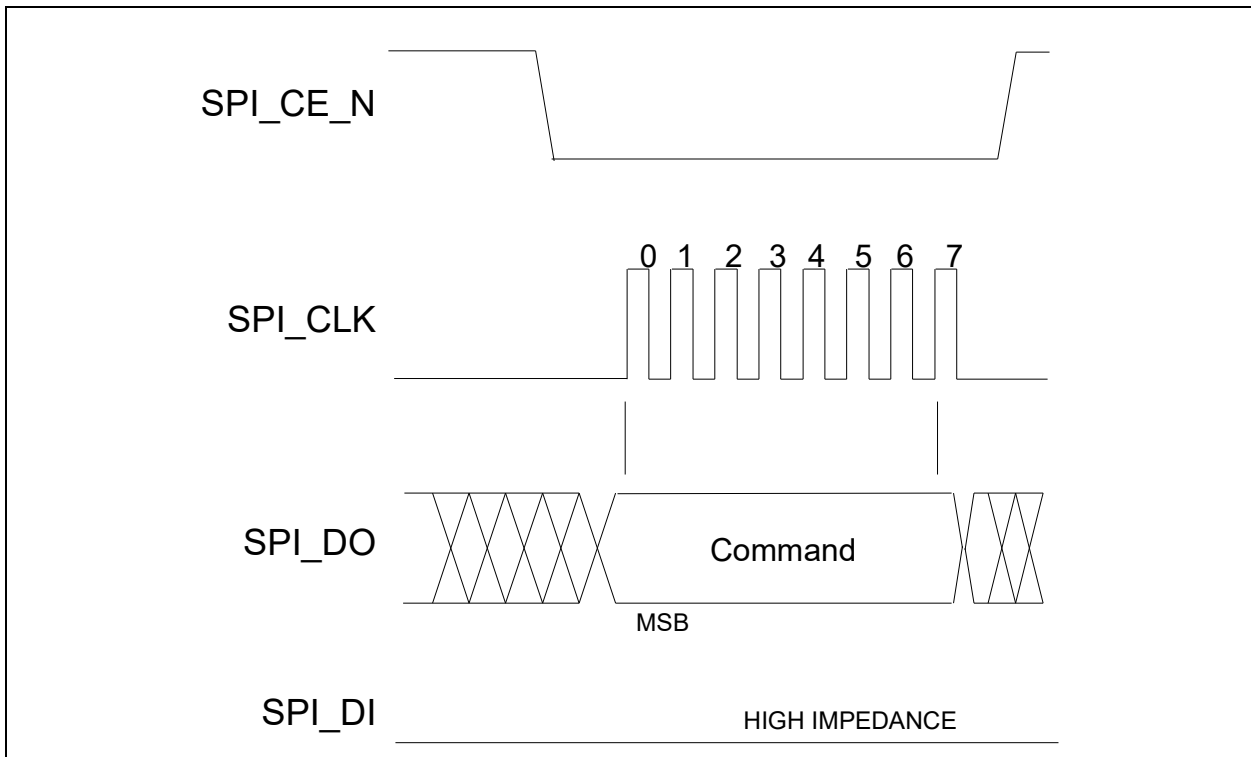 SPI_CE_N
0 1 2 3 4 5 6 7
SPI_CLK
SPI_DO
Command
MSB
SPI_DI
HIGH IMPEDANCE